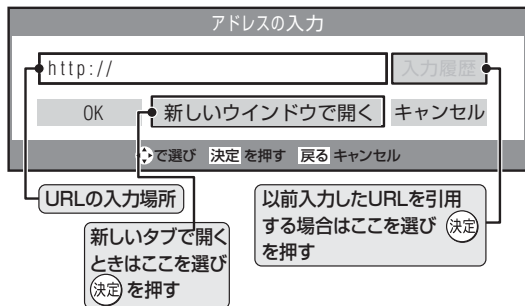 アドレスの入力
http://
入力履歴
OK
新しいウインドウで開く
キャンセル
で選び 決定 を押す 戻る キャンセル
URLの入力場所
以前入力したURLを引用
する場合はここを選び 決定
を押す
新しいタブで開く
ときはここを選び
決定 を押す